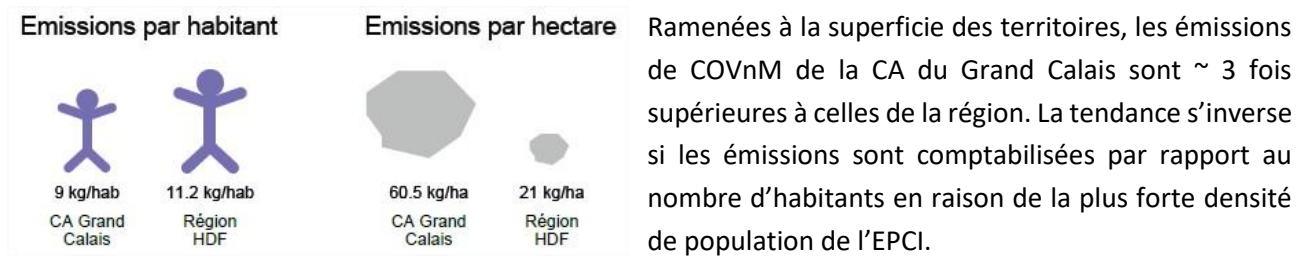 Emissions par habitant
9 kg/hab
CA Grand
Calais
11.2 kg/hab
Région
HDF
Emissions par hectare
60.5 kg/ha
CA Grand
Calais
21 kg/ha
Région
HDF
Ramenées à la superficie des territoires, les émissions
de COVnM de la CA du Grand Calais sont ~ 3 fois
supérieures à celles de la région. La tendance s’inverse
si les émissions sont comptabilisées par rapport au
nombre d’habitants en raison de la plus forte densité
de population de l’EPCI.